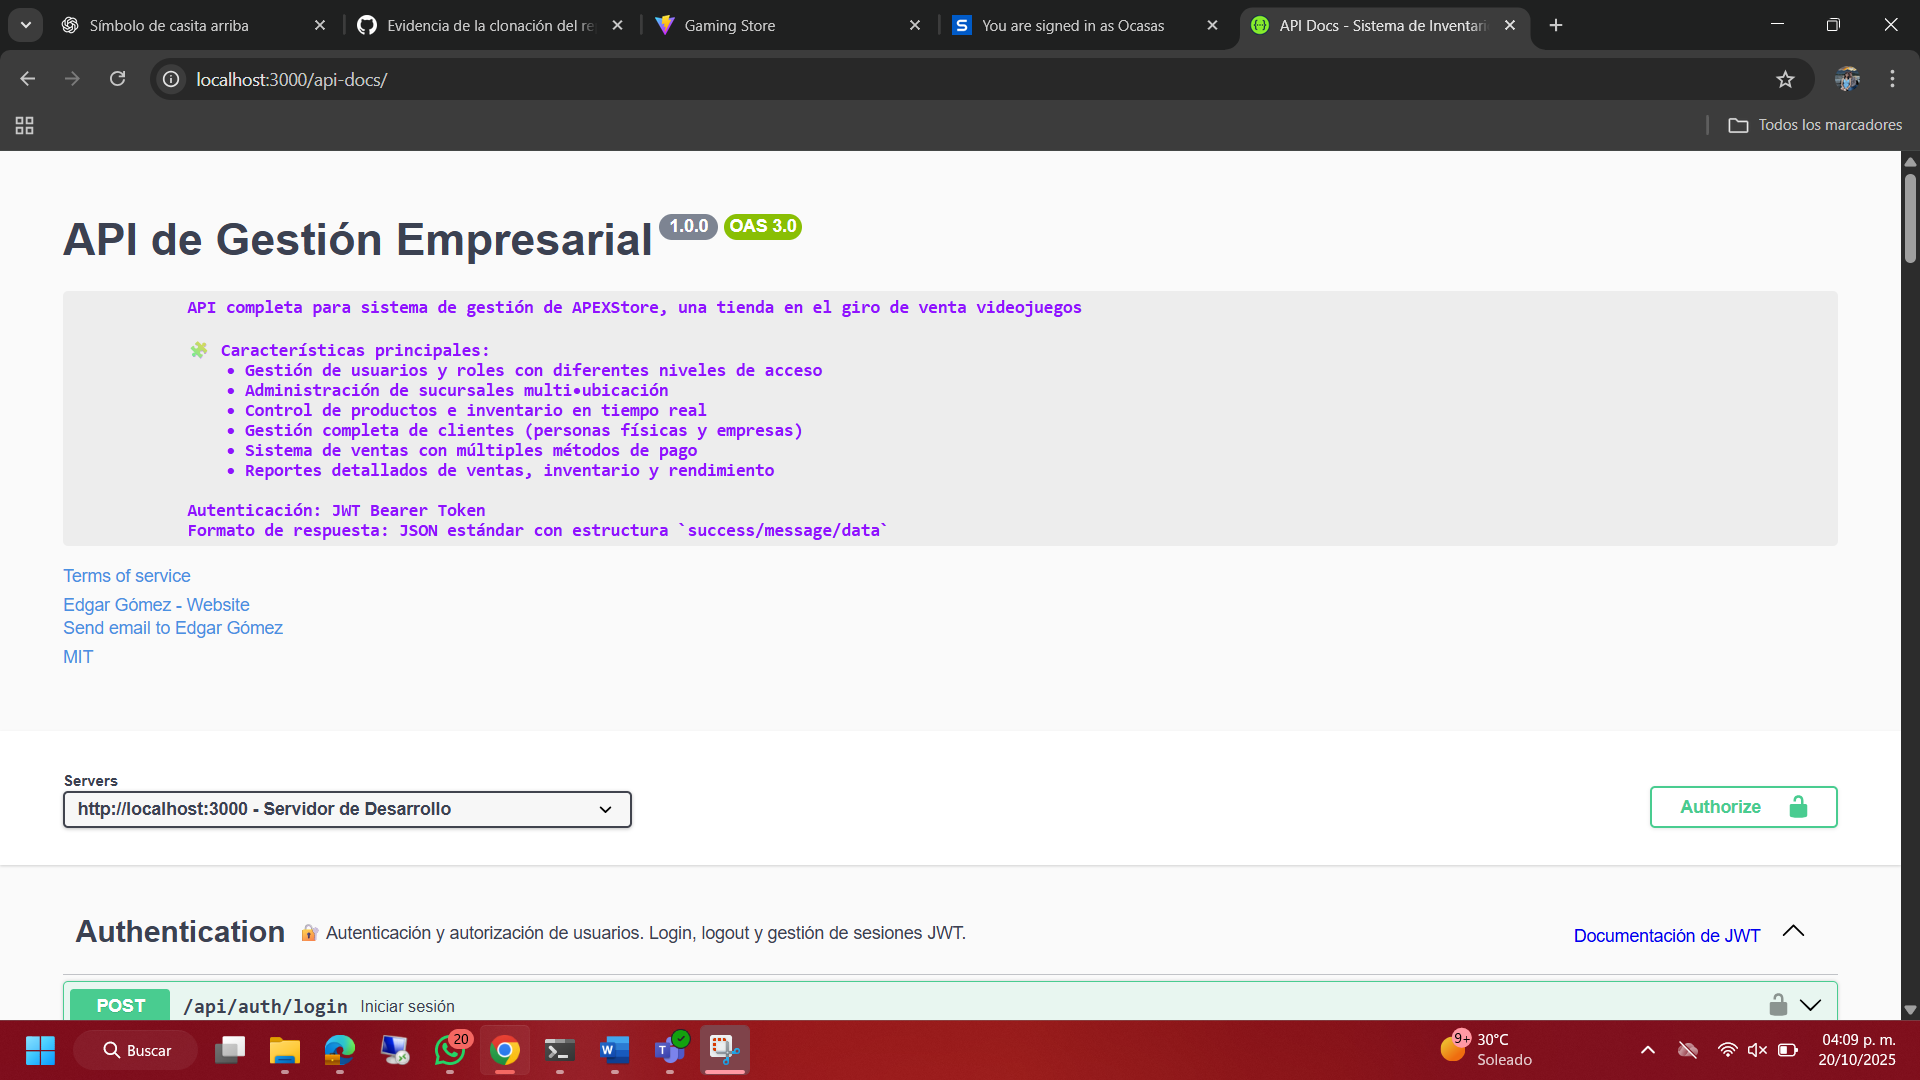 Símbolo de casita arriba
Evidencia de la clonación del re
Gaming Store
You are signed in as Ocasas
API Docs - Sistema de Inventari
localhost:3000/api-docs/
Todos los marcadores
API de Gestión Empresarial 1.0.0 OAS 3.0
API completa para sistema de gestión de APEXStore, una tienda en el giro de venta videojuegos
🧩 Características principales:
• Gestión de usuarios y roles con diferentes niveles de acceso
• Administración de sucursales multi•ubicación
• Control de productos e inventario en tiempo real
• Gestión completa de clientes (personas físicas y empresas)
• Sistema de ventas con múltiples métodos de pago
• Reportes detallados de ventas, inventario y rendimiento
Autenticación: JWT Bearer Token
Formato de respuesta: JSON estándar con estructura `success/message/data`
Terms of service
Edgar Gómez - Website
Send email to Edgar Gómez
MIT
Servers
http://localhost:3000 - Servidor de Desarrollo
Authorize
Authentication 🔐 Autenticación y autorización de usuarios. Login, logout y gestión de sesiones JWT.
Documentación de JWT
POST /api/auth/login Iniciar sesión
Buscar
20
9+
30°C
Soleado
04:09 p. m.
20/10/2025